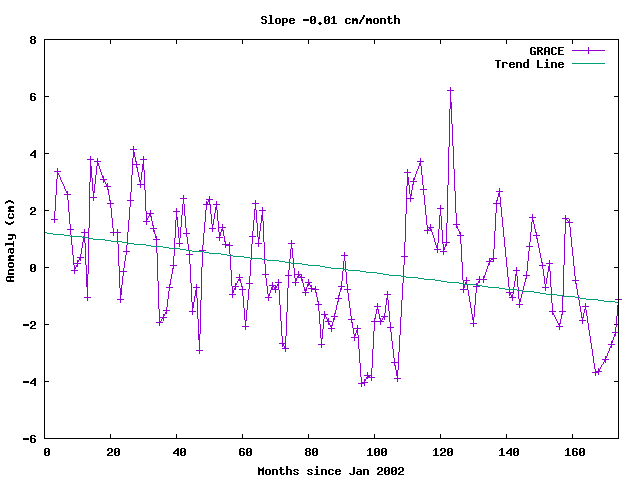 Slope -0.01 cm/month
GRACE
Trend Line
8
6
4
2
0
-2
-4
-6
Anomaly (cm)
0 20 40 60 80 100 120 140 160
Months since Jan 2002